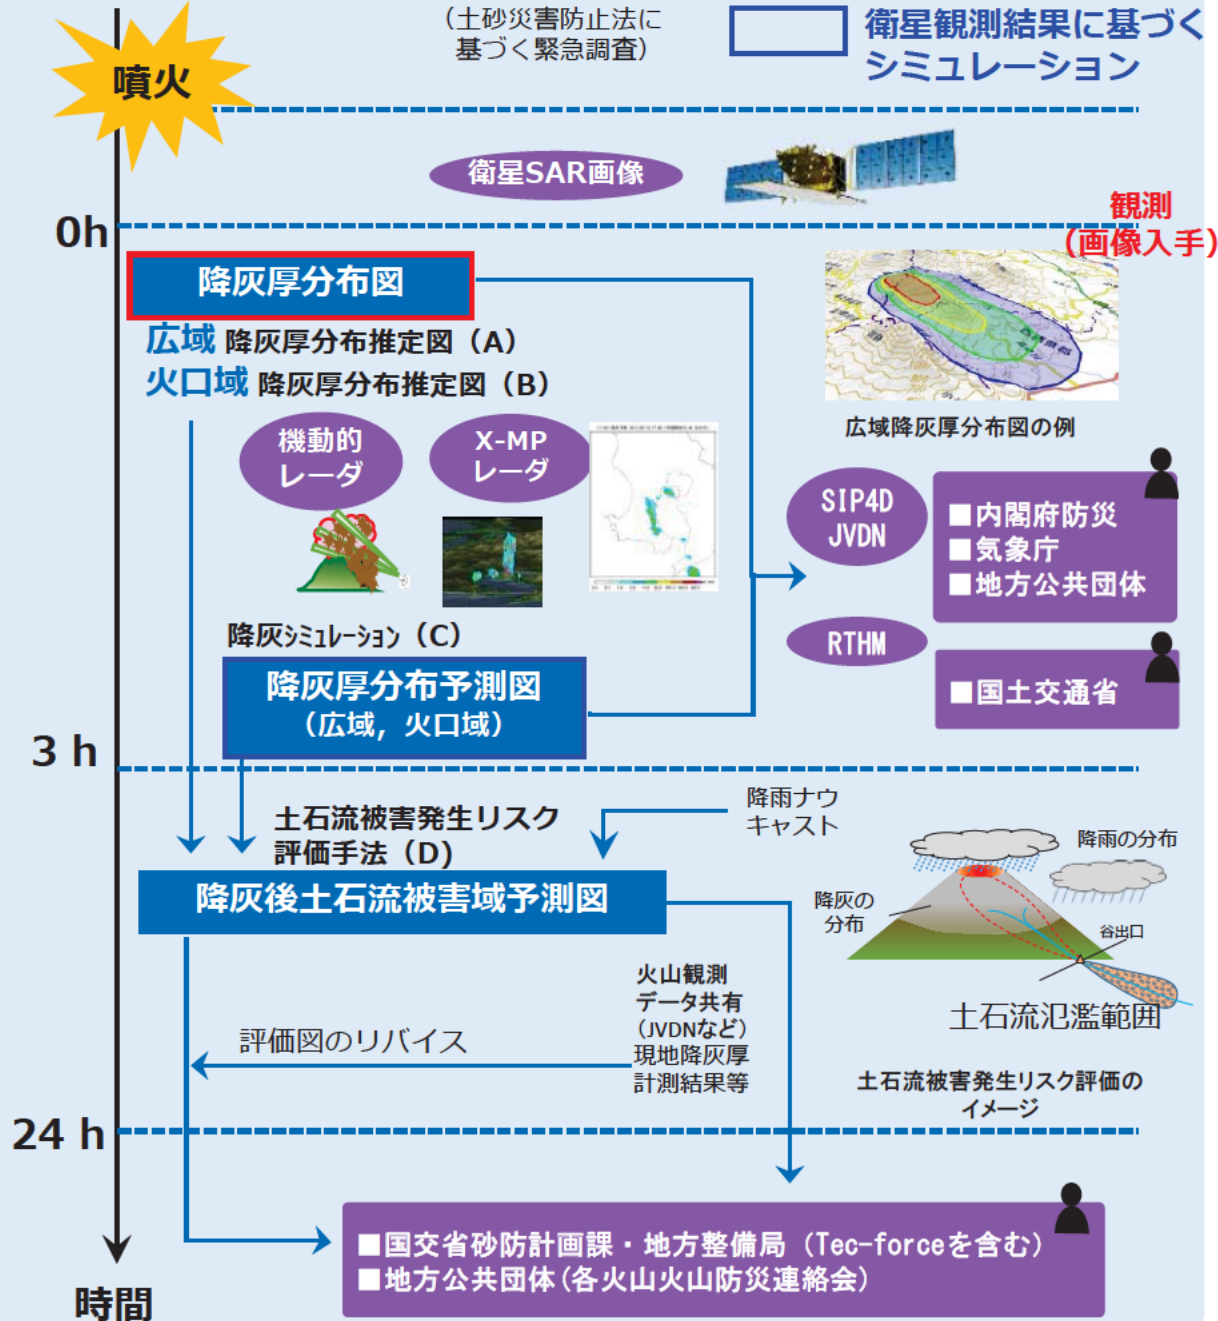 （土砂災害防止法に
基づく緊急調査）
衛星観測結果に基づく
シミュレーション
噴火
衛星SAR画像
観測
（画像入手）
0h
降灰厚分布図
広域 降灰厚分布推定図（A）
火口域 降灰厚分布推定図（B）
広域降灰厚分布図の例
機動的
レーダ
X-MP
レーダ
SIP4D
JVDN
■内閣府防災
■気象庁
■地方公共団体
RTHM
■国土交通省
降灰ｼﾐｭﾚｰｼｮﾝ（C）
降灰厚分布予測図
（広域，火口域）
3 h
土石流被害発生リスク
評価手法（D)
降雨ナウ
キャスト
降灰後土石流被害域予測図
降雨の分布
降灰の
分布
谷出口
土石流氾濫範囲
土石流被害発生リスク評価の
イメージ
火山観測
データ共有
（JVDNなど）
現地降灰厚
計測結果等
評価図のリバイス
24 h
■国交省砂防計画課・地方整備局（Tec-forceを含む）
■地方公共団体（各火山火山防災連絡会）
時間